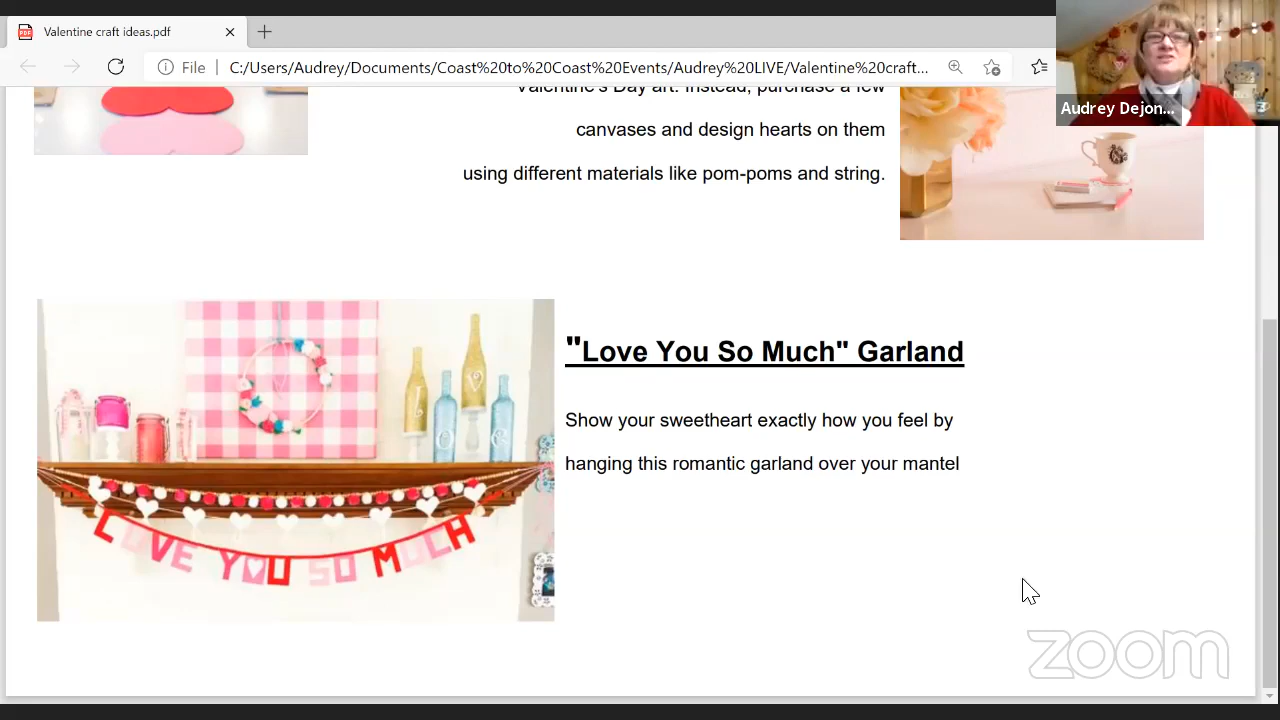 Valentine craft ideas.pdf
File
C:/Users/Audrey/Documents/Coast%20to%20Coast%20Events/Audrey%20LIVE/Valentine%20craft...
Audrey Dejon...
Valentine's Day art. Instead, purchase a few
canvases and design hearts on them
using different materials like pom-poms and string.
"Love You So Much" Garland
Show your sweetheart exactly how you feel by
hanging this romantic garland over your mantel
L O V E
LOVE YOU SO MUCH
zoom